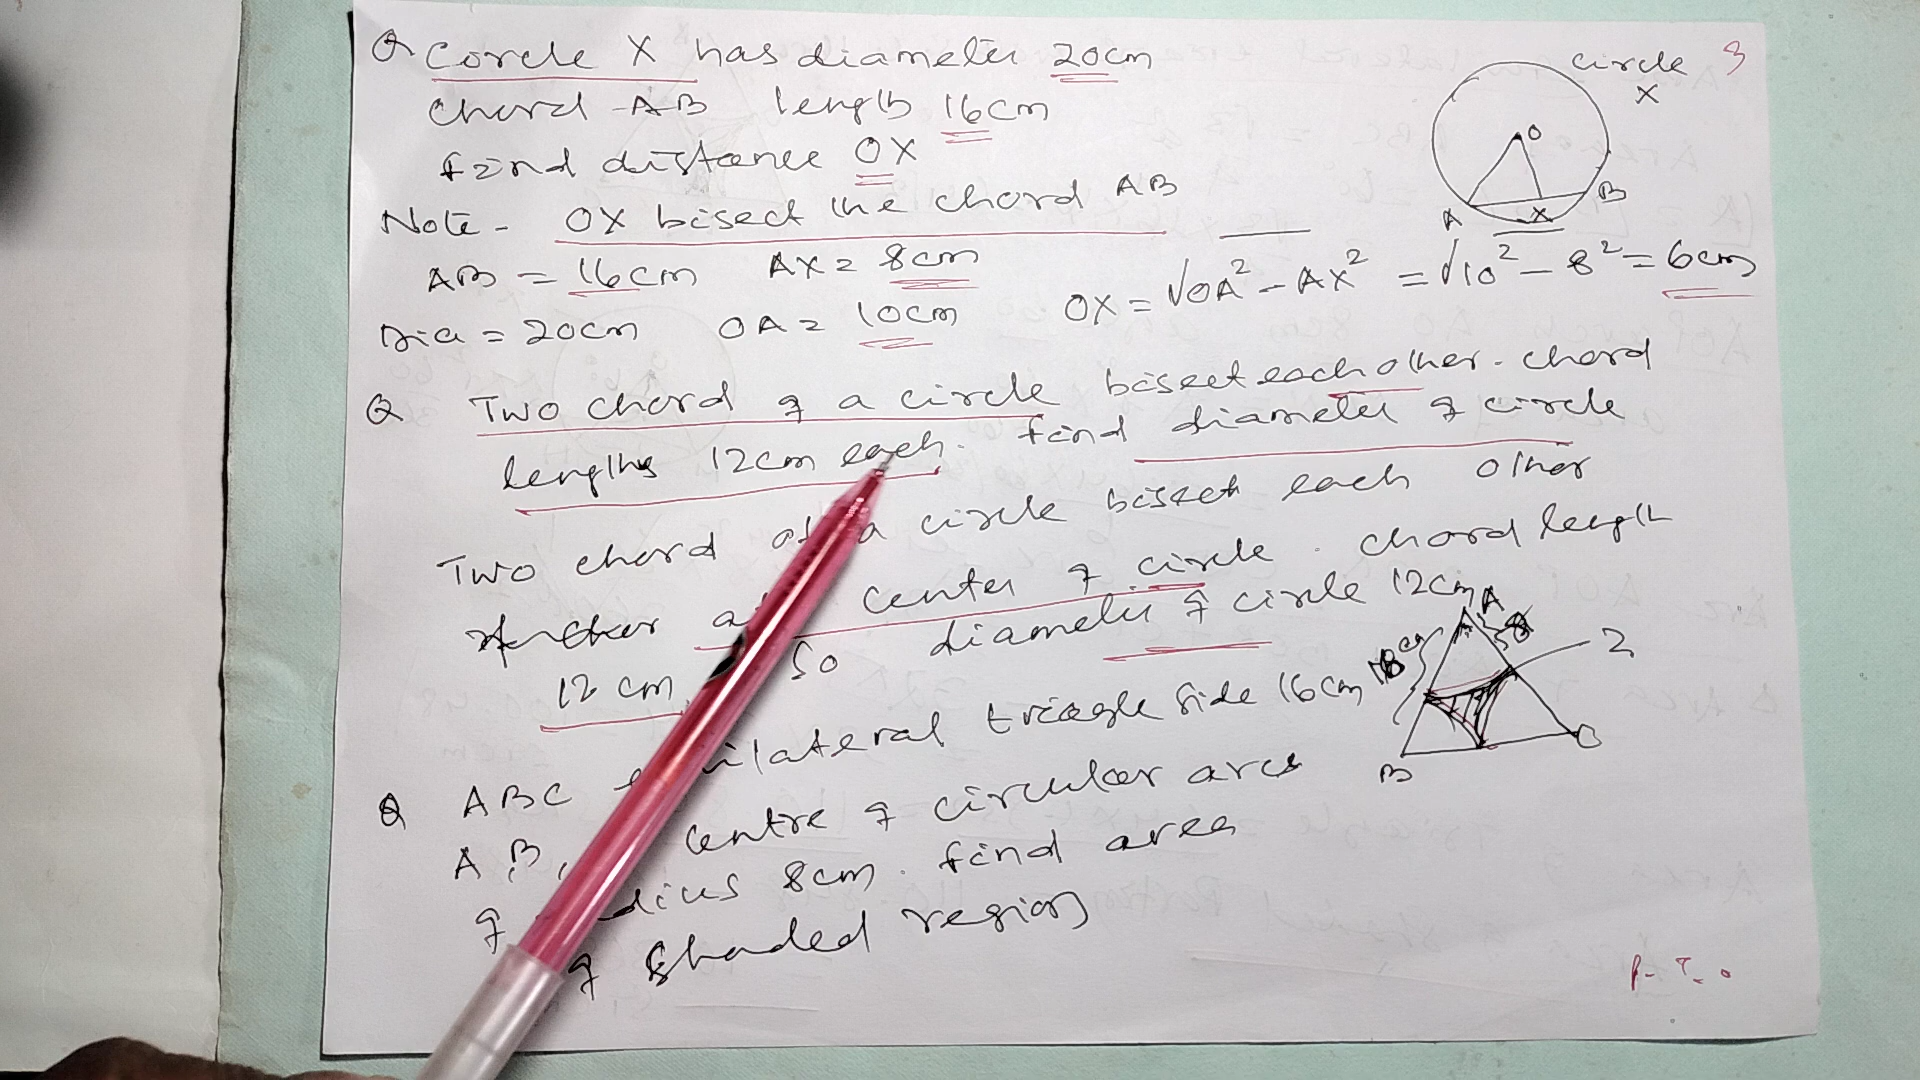 Q Circle X has diameter 20cm
chord AB length 16cm
find distance OX
circle 3
X
O
A X B
Note - OX bisect the chord AB
AB = 16cm AX = 8cm
Dia = 20cm OA = 10cm OX = √OA² - AX² = √10² - 8² = 6cm
Q Two chord of a circle bisect each other. chord
lengths 12cm each. find diameter of circle
Two chord of a circle bisect each other
at center of circle. chord length
12 cm so diameter of circle 12cm
Q ABC equilateral triangle side 16cm
A, B, centre of circular arcs
of radius 8cm. find area
of shaded region
A
8
2
B C
P.T.O